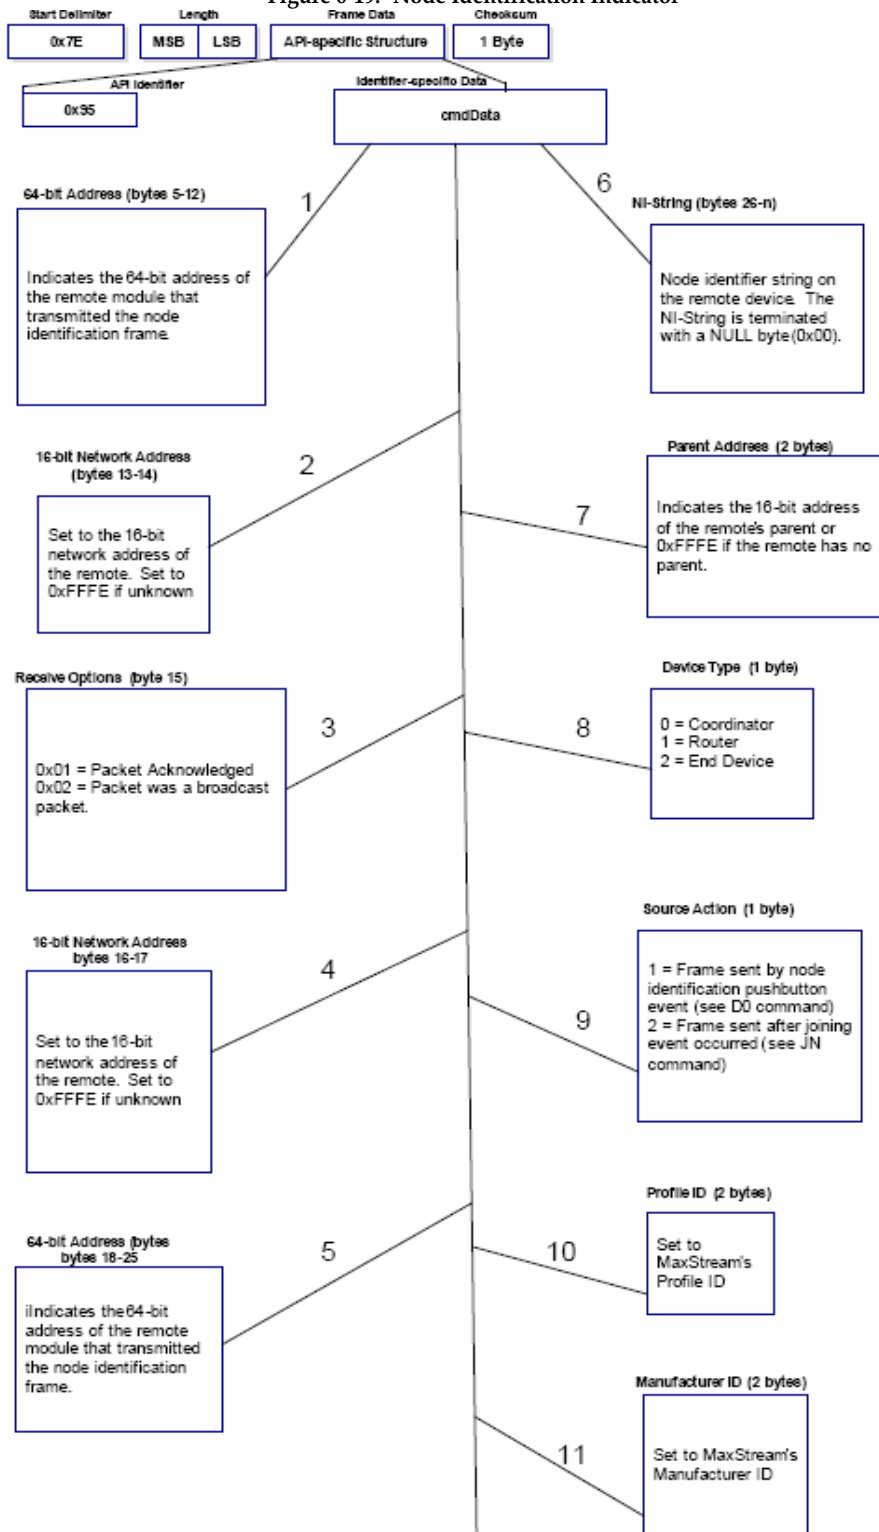 Figure 6-19. Node Identification Indicator
Start Delimiter
Length
Frame Data
Checksum
0x7E
MSB
LSB
API-specific Structure
1 Byte
API Identifier
Identifier-specific Data
0x95
cmdData
1
64-bit Address (bytes 5-12)
Indicates the 64-bit address of
the remote module that
transmitted the node
identification frame.
2
16-bit Network Address
(bytes 13-14)
Set to the 16-bit
network address of
the remote. Set to
0xFFFE if unknown
3
Receive Options (byte 15)
0x01 = Packet Acknowledged
0x02 = Packet was a broadcast
packet.
4
16-bit Network Address
bytes 16-17
Set to the 16-bit
network address of
the remote. Set to
0xFFFE if unknown
5
64-bit Address (bytes
bytes 18-25
iIndicates the 64-bit
address of the remote
module that transmitted
the node identification
frame.
6
NI-String (bytes 26-n)
Node identifier string on
the remote device. The
NI-String is terminated
with a NULL byte (0x00).
7
Parent Address (2 bytes)
Indicates the 16-bit address
of the remote's parent or
0xFFFE if the remote has no
parent.
8
Device Type (1 byte)
0 = Coordinator
1 = Router
2 = End Device
9
Source Action (1 byte)
1 = Frame sent by node
identification pushbutton
event (see D0 command)
2 = Frame sent after joining
event occurred (see JN
command)
10
Profile ID (2 bytes)
Set to
MaxStream's
Profile ID
11
Manufacturer ID (2 bytes)
Set to MaxStream's
Manufacturer ID